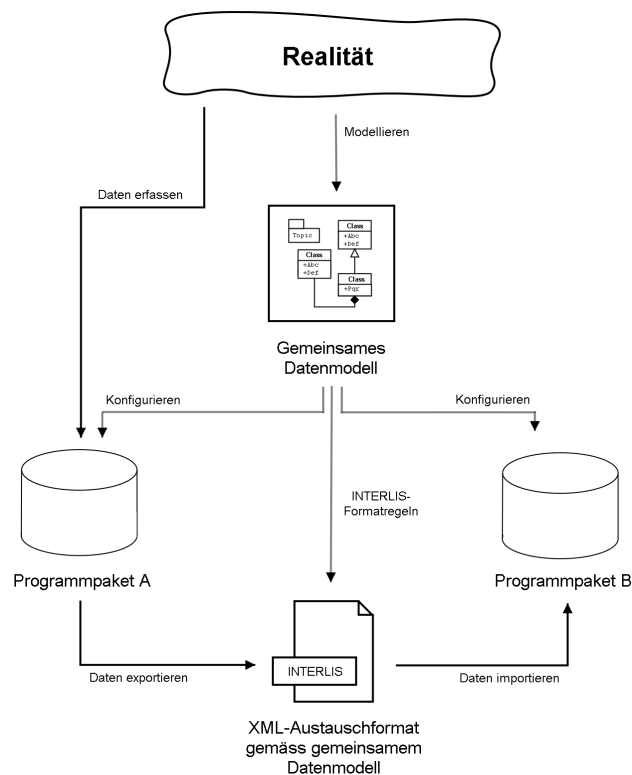 Realität
Modellieren
Daten erfassen
Topic
Class
+Abc
+Def
Class
+Abc
+Def
Class
+Pqr
Gemeinsames
Datenmodell
Konfigurieren
Konfigurieren
INTERLIS-
Formatregeln
Programmpaket A
Programmpaket B
INTERLIS
Daten exportieren
Daten importieren
XML-Austauschformat
gemäss gemeinsamem
Datenmodell